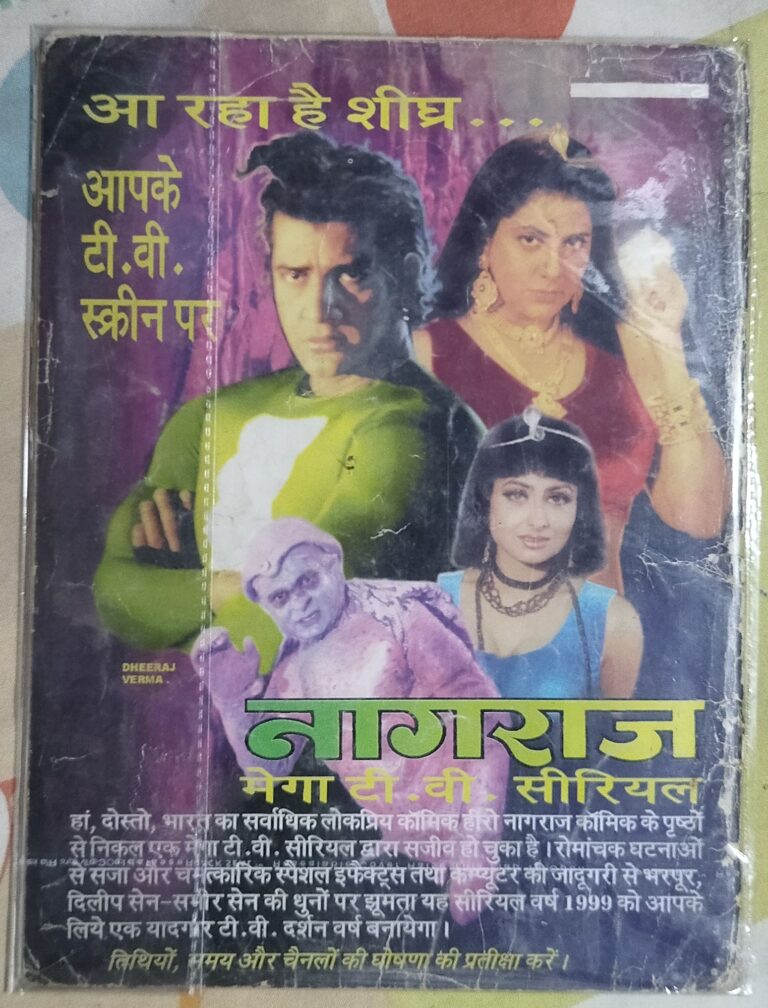 आ रहा है शीघ्र...
आपके
टी.वी.
स्क्रीन पर
DHEERAJ
VERMA.
नागराज
मेगा टी.वी. सीरियल
हां, दोस्तो, भारत का सर्वाधिक लोकप्रिय कॉमिक हीरो नागराज कॉमिक के पृष्ठों
से निकल एक मेगा टी.वी. सीरियल द्वारा सजीव हो चुका है। रोमांचक घटनाओं
से सजा और चमत्कारिक स्पैशल इफैक्ट्स तथा कम्प्यूटर की जादूगरी से भरपूर,
दिलीप सेन-समीर सेन की धुनों पर झूमता यह सीरियल वर्ष 1999 को आपके
लिये एक यादगार टी.वी. दर्शन वर्ष बनायेगा।
तिथियों, समय और चैनलों की घोषणा की प्रतीक्षा करें।